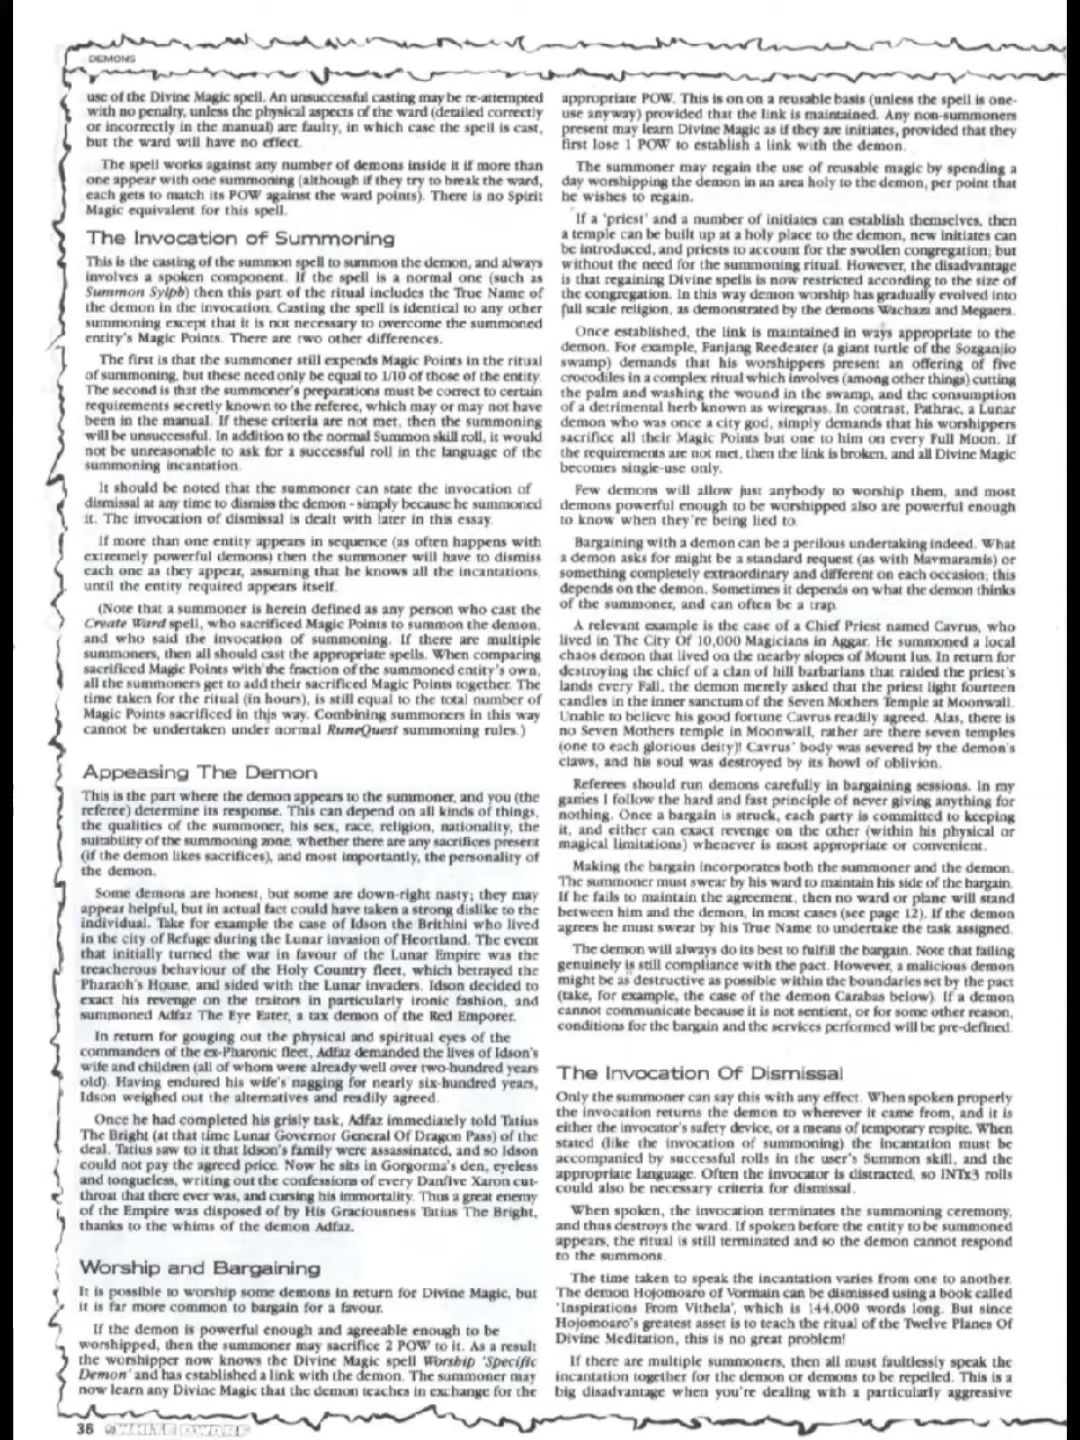 DEMONS
use of the Divine Magic spell. An unsuccessful casting may be re-attempted
with no penalty, unless the physical aspects of the ward (detailed correctly
or incorrectly in the manual) are faulty, in which case the spell is cast,
but the ward will have no effect.
The spell works against any number of demons inside it if more than
one appear with one summoning (although if they try to break the ward,
each gets to match its POW against the ward points). There is no Spirit
Magic equivalent for this spell.
The Invocation of Summoning
This is the casting of the summon spell to summon the demon, and always
involves a spoken component. If the spell is a normal one (such as
Summon Sylph) then this part of the ritual includes the True Name of
the demon in the invocation. Casting the spell is identical to any other
summoning except that it is not necessary to overcome the summoned
entity's Magic Points. There are two other differences.
The first is that the summoner still expends Magic Points in the ritual
of summoning, but these need only be equal to 1/10 of those of the entity.
The second is that the summoner's preparations must be correct to certain
requirements secretly known to the referee, which may or may not have
been in the manual. If these criteria are not met, then the summoning
will be unsuccessful. In addition to the normal Summon skill roll, it would
not be unreasonable to ask for a successful roll in the language of the
summoning incantation.
It should be noted that the summoner can state the invocation of
dismissal at any time to dismiss the demon - simply because he summoned
it. The invocation of dismissal is dealt with later in this essay.
If more than one entity appears in sequence (as often happens with
extremely powerful demons) then the summoner will have to dismiss
each one as they appear, assuming that he knows all the incantations,
until the entity required appears itself.
(Note that a summoner is herein defined as any person who cast the
Create Ward spell, who sacrificed Magic Points to summon the demon,
and who said the invocation of summoning. If there are multiple
summoners, then all should cast the appropriate spells. When comparing
sacrificed Magic Points with the fraction of the summoned entity's own,
all the summoners get to add their sacrificed Magic Points together. The
time taken for the ritual (in hours), is still equal to the total number of
Magic Points sacrificed in this way. Combining summoners in this way
cannot be undertaken under normal RuneQuest summoning rules.)
Appeasing The Demon
This is the part where the demon appears to the summoner, and you (the
referee) determine its response. This can depend on all kinds of things,
the qualities of the summoner, his sex, race, religion, nationality, the
suitability of the summoning zone, whether there are any sacrifices present
(if the demon likes sacrifices), and most importantly, the personality of
the demon.
Some demons are honest, but some are down-right nasty; they may
appear helpful, but in actual fact could have taken a strong dislike to the
individual. Take for example the case of Idson the Brithini who lived
in the city of Refuge during the Lunar invasion of Heortland. The event
that initially turned the war in favour of the Lunar Empire was the
treacherous behaviour of the Holy Country fleet, which betrayed the
Pharaoh's House, and sided with the Lunar invaders. Idson decided to
exact his revenge on the traitors in particularly ironic fashion, and
summoned Adfaz The Eye Eater, a tax demon of the Red Emporer.
In return for gouging out the physical and spiritual eyes of the
commanders of the ex-Pharonic fleet, Adfaz demanded the lives of Idson's
wife and children (all of whom were already well over two-hundred years
old). Having endured his wife's nagging for nearly six-hundred years,
Idson weighed out the alternatives and readily agreed.
Once he had completed his grisly task, Adfaz immediately told Tatius
The Bright (at that time Lunar Governor General Of Dragon Pass) of the
deal. Tatius saw to it that Idson's family were assassinated, and so Idson
could not pay the agreed price. Now he sits in Gorgorma's den, eyeless
and tongueless, writing out the confessions of every Danfive Xaron cut-
throat that there ever was, and cursing his immortality. Thus a great enemy
of the Empire was disposed of by His Graciousness Tatius The Bright,
thanks to the whims of the demon Adfaz.
Worship and Bargaining
It is possible to worship some demons in return for Divine Magic, but
it is far more common to bargain for a favour.
If the demon is powerful enough and agreeable enough to be
worshipped, then the summoner may sacrifice 2 POW to it. As a result
the worshipper now knows the Divine Magic spell Worship 'Specific
Demon' and has established a link with the demon. The summoner may
now learn any Divine Magic that the demon teaches in exchange for the
appropriate POW. This is on on a reusable basis (unless the spell is one-
use anyway) provided that the link is maintained. Any non-summoners
present may learn Divine Magic as if they are initiates, provided that they
first lose 1 POW to establish a link with the demon.
The summoner may regain the use of reusable magic by spending a
day worshipping the demon in an area holy to the demon, per point that
he wishes to regain.
If a 'priest' and a number of initiates can establish themselves, then
a temple can be built up at a holy place to the demon, new initiates can
be introduced, and priests to account for the swollen congregation; but
without the need for the summoning ritual. However, the disadvantage
is that regaining Divine spells is now restricted according to the size of
the congregation. In this way demon worship has gradually evolved into
full scale religion, as demonstrated by the demons Wachaza and Megaera.
Once established, the link is maintained in ways appropriate to the
demon. For example, Fanjang Reedeater (a giant turtle of the Sozganjio
swamp) demands that his worshippers present an offering of five
crocodiles in a complex ritual which involves (among other things) cutting
the palm and washing the wound in the swamp, and the consumption
of a detrimental herb known as wiregrass. In contrast, Pathrac, a Lunar
demon who was once a city god, simply demands that his worshippers
sacrifice all their Magic Points but one to him on every Full Moon. If
the requirements are not met, then the link is broken, and all Divine Magic
becomes single-use only.
Few demons will allow just anybody to worship them, and most
demons powerful enough to be worshipped also are powerful enough
to know when they're being lied to.
Bargaining with a demon can be a perilous undertaking indeed. What
a demon asks for might be a standard request (as with Mavmaramis) or
something completely extraordinary and different on each occasion; this
depends on the demon. Sometimes it depends on what the demon thinks
of the summoner, and can often be a trap.
A relevant example is the case of a Chief Priest named Cavrus, who
lived in The City Of 10,000 Magicians in Aggar. He summoned a local
chaos demon that lived on the nearby slopes of Mount Ius. In return for
destroying the chief of a clan of hill barbarians that raided the priest's
lands every Fall, the demon merely asked that the priest light fourteen
candles in the inner sanctum of the Seven Mothers Temple at Moonwall.
Unable to believe his good fortune Cavrus readily agreed. Alas, there is
no Seven Mothers temple in Moonwall, rather are there seven temples
(one to each glorious deity)! Cavrus' body was severed by the demon's
claws, and his soul was destroyed by its howl of oblivion.
Referees should run demons carefully in bargaining sessions. In my
games I follow the hard and fast principle of never giving anything for
nothing. Once a bargain is struck, each party is committed to keeping
it, and either can exact revenge on the other (within his physical or
magical limitations) whenever is most appropriate or convenient.
Making the bargain incorporates both the summoner and the demon.
The summoner must swear by his ward to maintain his side of the bargain.
If he fails to maintain the agreement, then no ward or plane will stand
between him and the demon, in most cases (see page 12). If the demon
agrees he must swear by his True Name to undertake the task assigned.
The demon will always do its best to fulfill the bargain. Note that failing
genuinely is still compliance with the pact. However, a malicious demon
might be as destructive as possible within the boundaries set by the pact
(take, for example, the case of the demon Carabas below). If a demon
cannot communicate because it is not sentient, or for some other reason,
conditions for the bargain and the services performed will be pre-defined.
The Invocation Of Dismissal
Only the summoner can say this with any effect. When spoken properly
the invocation returns the demon to wherever it came from, and it is
either the invocator's safety device, or a means of temporary respite. When
stated (like the invocation of summoning) the incantation must be
accompanied by successful rolls in the user's Summon skill, and the
appropriate language. Often the invocator is distracted, so INTx3 rolls
could also be necessary criteria for dismissal.
When spoken, the invocation terminates the summoning ceremony,
and thus destroys the ward. If spoken before the entity to be summoned
appears, the ritual is still terminated and so the demon cannot respond
to the summons.
The time taken to speak the incantation varies from one to another.
The demon Hojomoaro of Vormain can be dismissed using a book called
'Inspirations From Vithela', which is 144,000 words long. But since
Hojomoaro's greatest asset is to teach the ritual of the Twelve Planes Of
Divine Meditation, this is no great problem!
If there are multiple summoners, then all must faultlessly speak the
incantation together for the demon or demons to be repelled. This is a
big disadvantage when you're dealing with a particularly aggressive
36 WHITE DWARF